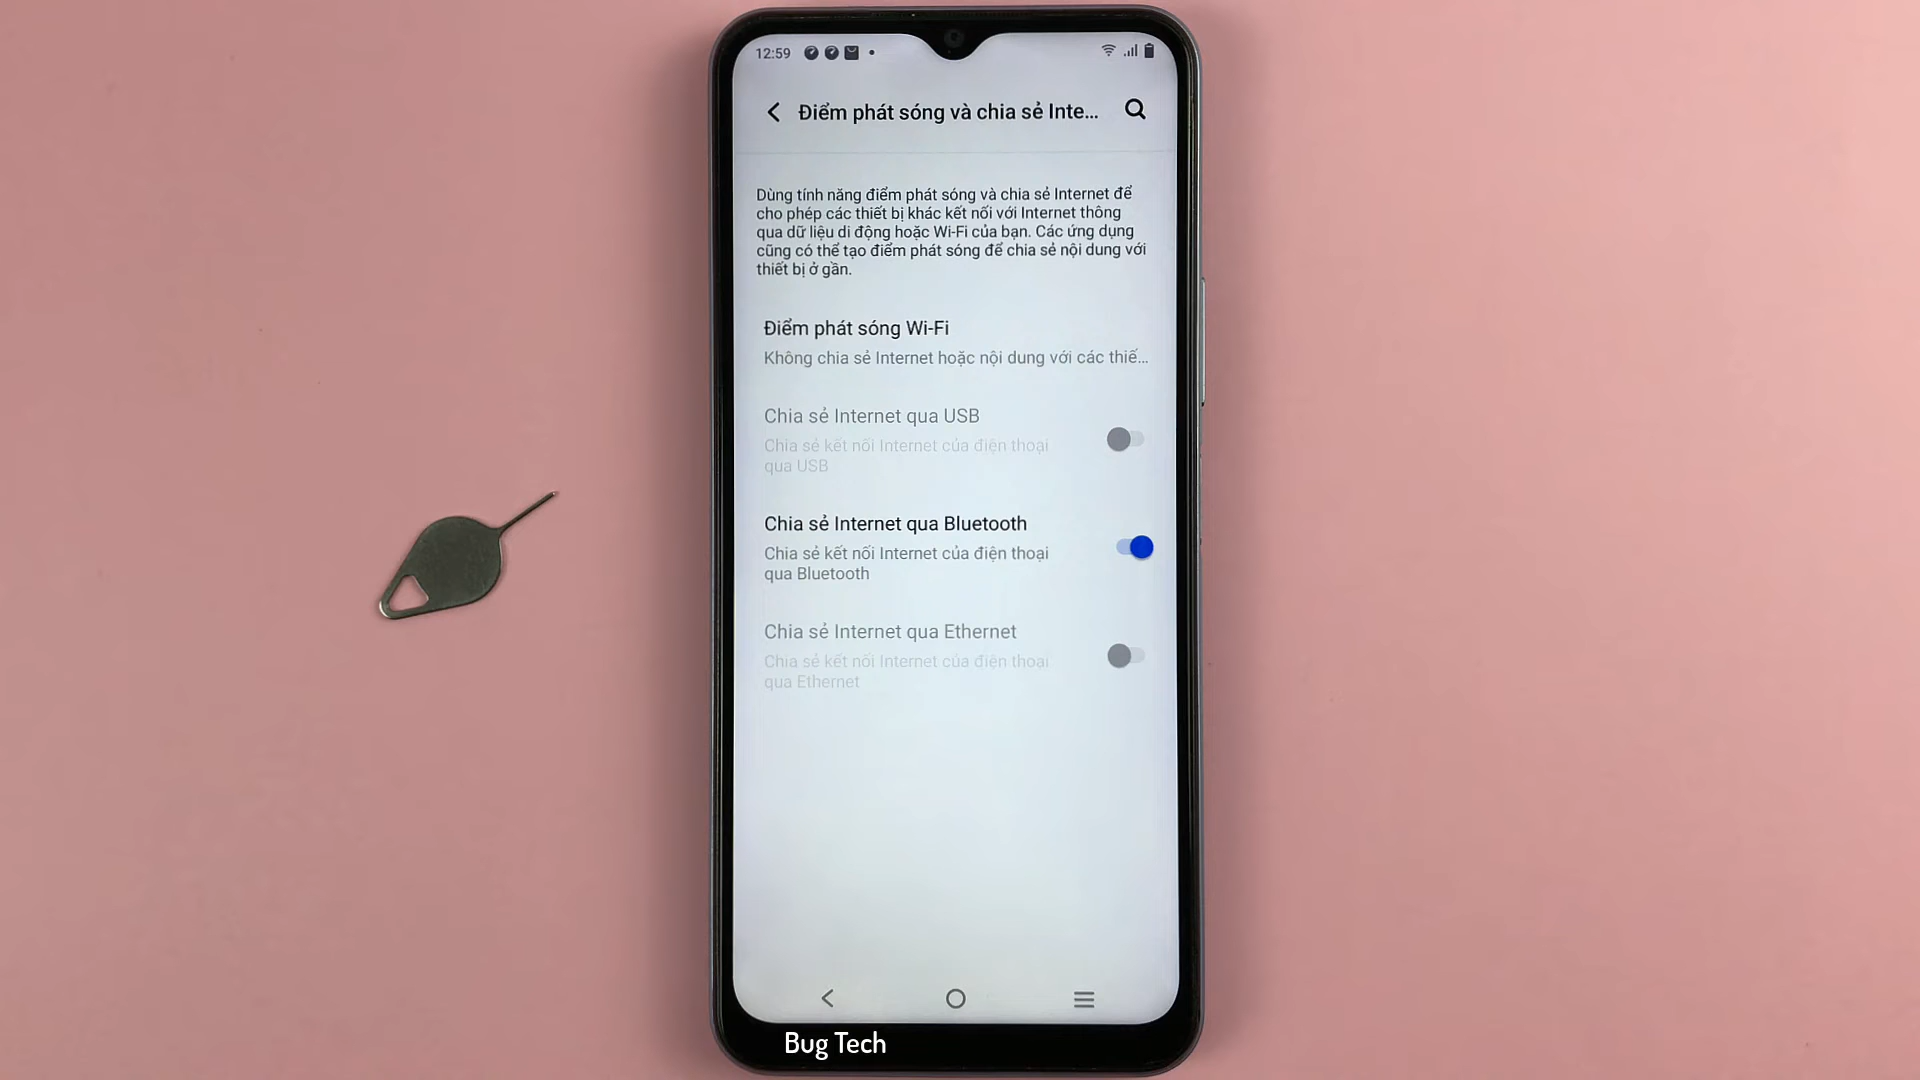 12:59
Điểm phát sóng và chia sẻ Inte...
Dùng tính năng điểm phát sóng và chia sẻ Internet để
cho phép các thiết bị khác kết nối với Internet thông
qua dữ liệu di động hoặc Wi-Fi của bạn. Các ứng dụng
cũng có thể tạo điểm phát sóng để chia sẻ nội dung với
thiết bị ở gần.
Điểm phát sóng Wi-Fi
Không chia sẻ Internet hoặc nội dung với các thiế...
Chia sẻ Internet qua USB
Chia sẻ kết nối Internet của điện thoại
qua USB
Chia sẻ Internet qua Bluetooth
Chia sẻ kết nối Internet của điện thoại
qua Bluetooth
Chia sẻ Internet qua Ethernet
Chia sẻ kết nối Internet của điện thoại
qua Ethernet
Bug Tech